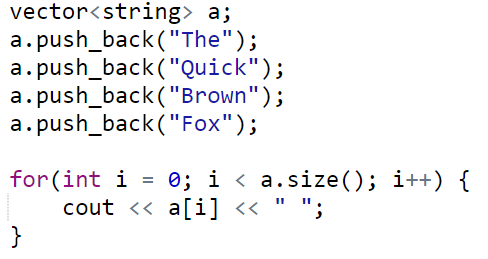 vector<string> a;
a.push_back("The");
a.push_back("Quick");
a.push_back("Brown");
a.push_back("Fox");
for(int i = 0; i < a.size(); i++) {
    cout << a[i] << " ";
}